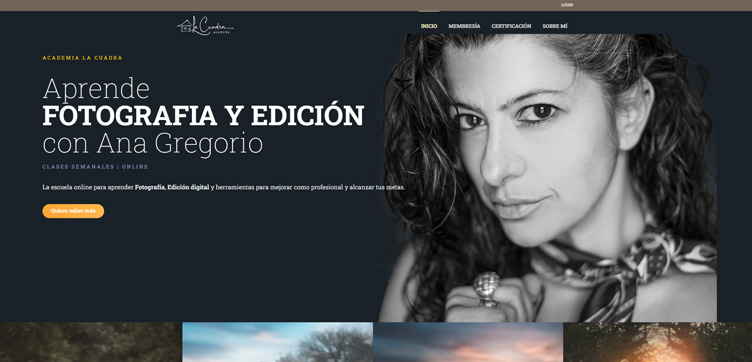 LOGIN
La Cuadra
academy
INICIO MEMBRESÍA CERTIFICACIÓN SOBRE MÍ
ACADEMIA LA CUADRA
Aprende
FOTOGRAFIA Y EDICIÓN
con Ana Gregorio
CLASES SEMANALES | ONLINE
La escuela online para aprender Fotografía, Edición digital y herramientas para mejorar como profesional y alcanzar tus metas.
Quiero saber más